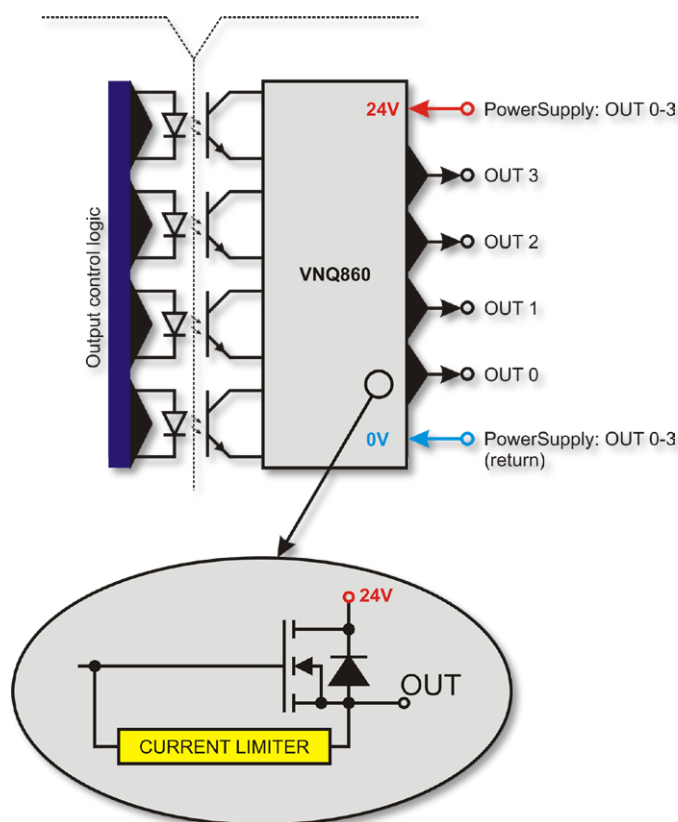 24V
PowerSupply: OUT 0-3
OUT 3
OUT 2
Output control logic
VNQ860
OUT 1
OUT 0
0V
PowerSupply: OUT 0-3
(return)
24V
OUT
CURRENT LIMITER